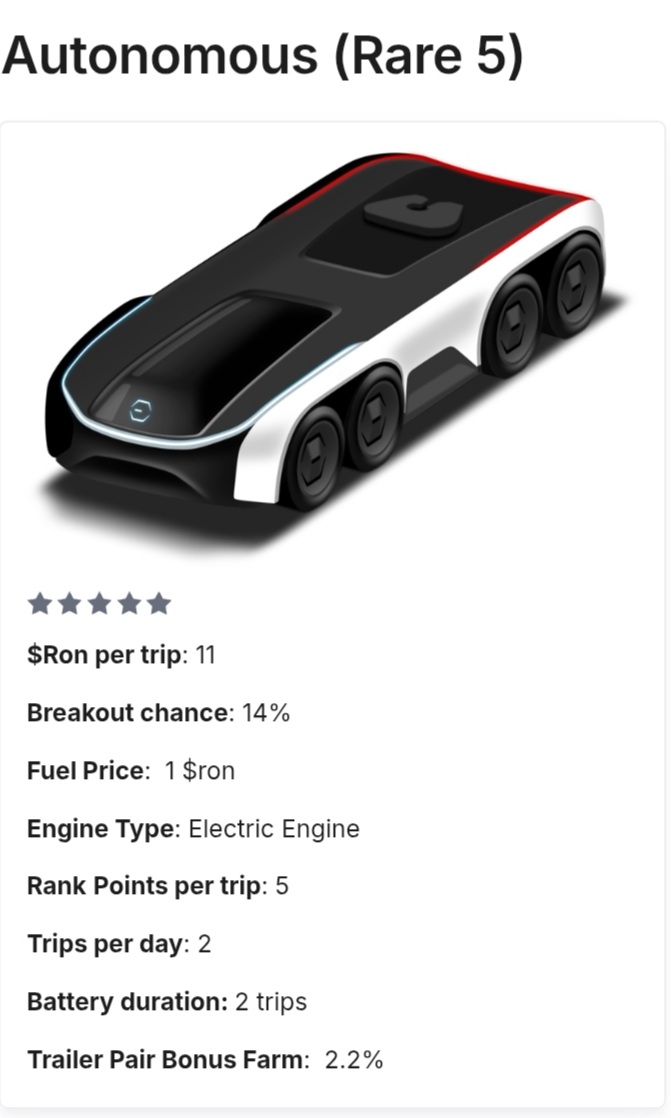 Autonomous (Rare 5)
$Ron per trip: 11
Breakout chance: 14%
Fuel Price:  1 $ron
Engine Type: Electric Engine
Rank Points per trip: 5
Trips per day: 2
Battery duration: 2 trips
Trailer Pair Bonus Farm:  2.2%